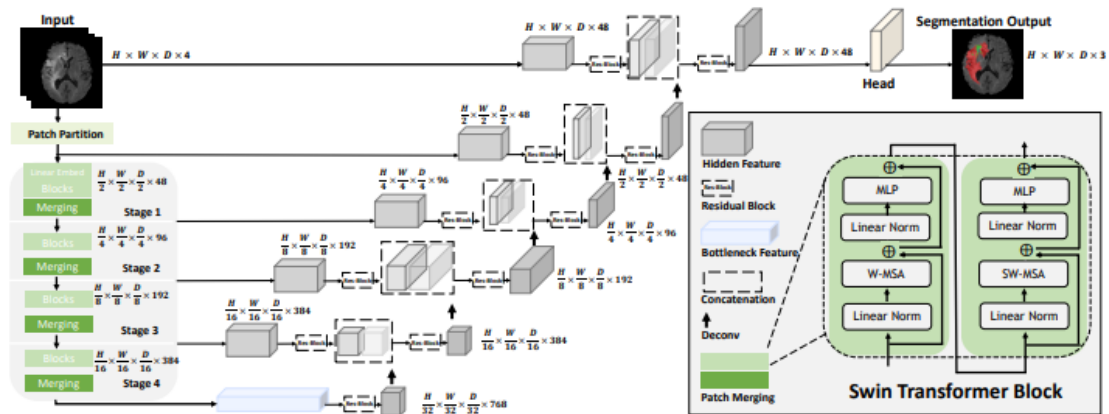 Input
H × W × D × 4
Patch Partition
Linear Embed
Blocks
Merging
H/2 × W/2 × D/2 × 48
Stage 1
H/4 × W/4 × D/4 × 96
Blocks
Merging
Stage 2
H/8 × W/8 × D/8 × 192
Blocks
Merging
Stage 3
H/16 × W/16 × D/16 × 384
Blocks
Merging
Stage 4
H × W × D × 48
Res-Block
Res-Block
H × W × D × 48
Head
Segmentation Output
H × W × D × 3
H/2 × W/2 × D/2 × 48
Res-Block
Res-Block
H/2 × W/2 × D/2 × 48
H/4 × W/4 × D/4 × 96
Res-Block
Res-Block
H/4 × W/4 × D/4 × 96
H/8 × W/8 × D/8 × 192
Res-Block
Res-Block
H/8 × W/8 × D/8 × 192
H/16 × W/16 × D/16 × 384
Res-Block
Res-Block
H/16 × W/16 × D/16 × 384
Res-Block
H/32 × W/32 × D/32 × 768
Hidden Feature
Res-Block
Residual Block
Bottleneck Feature
Concatenation
Deconv
Patch Merging
MLP
Linear Norm
W-MSA
Linear Norm
MLP
Linear Norm
SW-MSA
Linear Norm
Swin Transformer Block